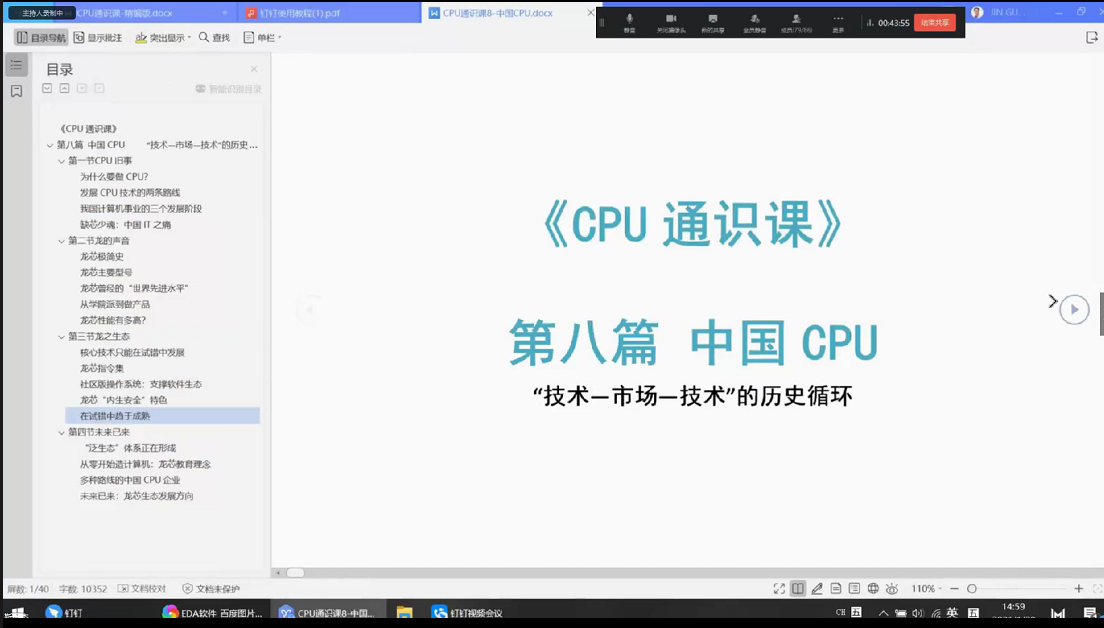 主持人录制中
CPU通识课-精编版.docx
钉钉使用教程(1).pdf
CPU通识课8-中国CPU.docx
静音
成员(79/86)
更多
00:43:55
结束共享
JIN GU...
目录导航
显示批注
突出显示
查找
单栏
目录
智能识别目录
《CPU 通识课》
第八篇 中国 CPU “技术—市场—技术”的历史...
第一节CPU 旧事
为什么要做 CPU?
发展 CPU 技术的两条路线
我国计算机事业的三个发展阶段
缺芯少魂：中国 IT 之痛
第二节龙的声音
龙芯极简史
龙芯主要型号
龙芯曾经的“世界先进水平”
从学院派到做产品
龙芯性能有多高?
第三节龙之生态
核心技术只能在试错中发展
龙芯指令集
社区版操作系统：支撑软件生态
龙芯“内生安全”特色
在试错中趋于成熟
第四节未来已来
“泛生态”体系正在形成
从零开始造计算机：龙芯教育理念
多种路线的中国 CPU 企业
未来已来：龙芯生态发展方向
《CPU 通识课》
第八篇 中国 CPU
“技术—市场—技术”的历史循环
屏数: 1/40
字数: 10352
文档校对
文档未保护
110%
钉钉
EDA软件_百度图片...
CPU通识课8-中国...
钉钉视频会议
CH
五
英
五
14:59